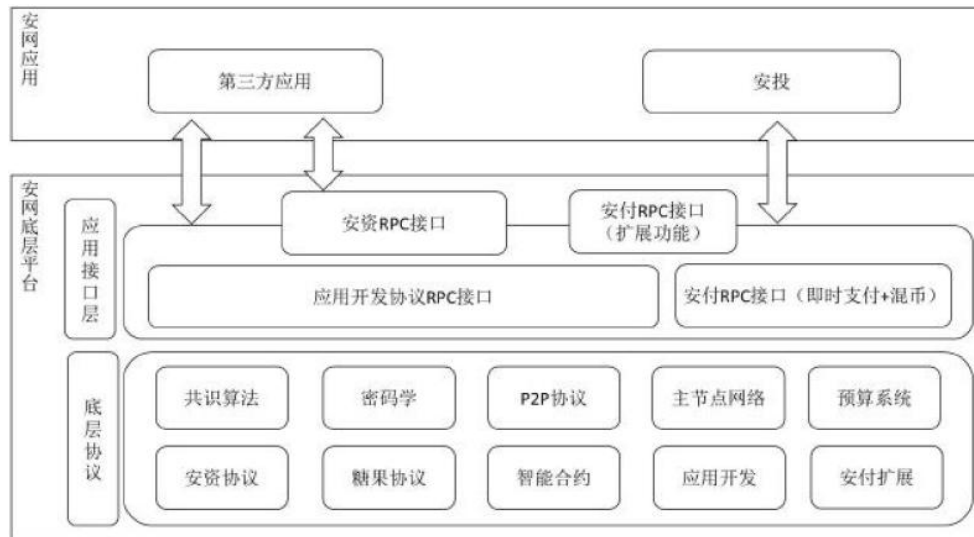 安网应用
第三方应用
安投
安网底层平台
应用接口层
安资RPC接口
安付RPC接口
（扩展功能）
应用开发协议RPC接口
安付RPC接口（即时支付+混币）
底层协议
共识算法
密码学
P2P协议
主节点网络
预算系统
安资协议
糖果协议
智能合约
应用开发
安付扩展